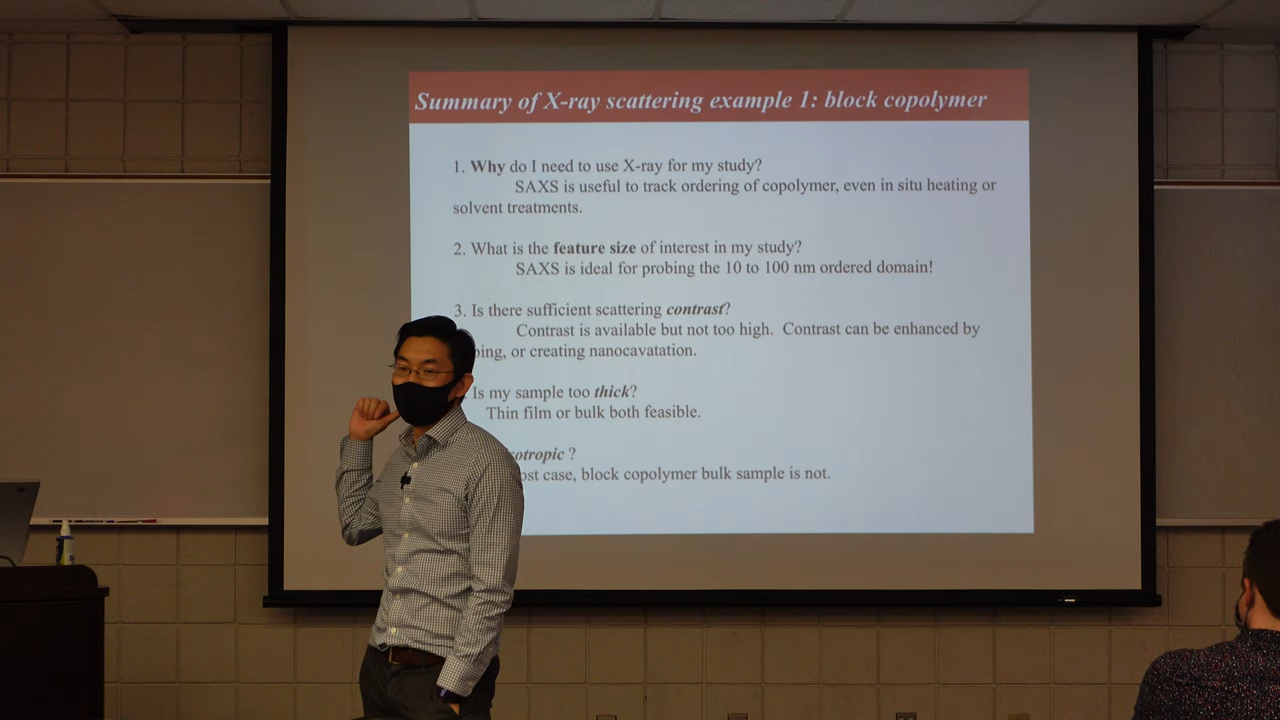 Summary of X-ray scattering example 1: block copolymer
1. Why do I need to use X-ray for my study?
SAXS is useful to track ordering of copolymer, even in situ heating or
solvent treatments.
2. What is the feature size of interest in my study?
SAXS is ideal for probing the 10 to 100 nm ordered domain!
3. Is there sufficient scattering contrast?
Contrast is available but not too high. Contrast can be enhanced by
ing, or creating nanocavatation.
Is my sample too thick?
Thin film or bulk both feasible.
otropic ?
ost case, block copolymer bulk sample is not.